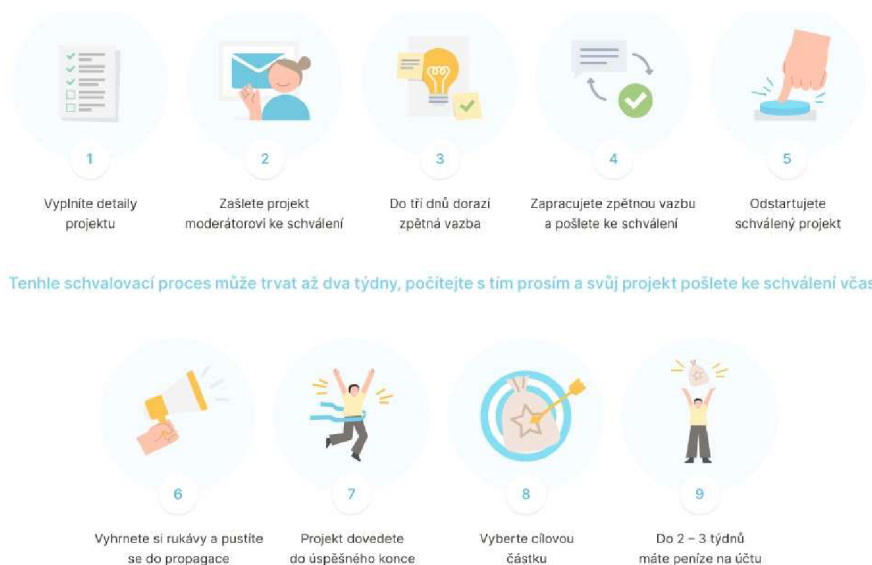 1
Vyplníte detaily
projektu
2
Zašlete projekt
moderátorovi ke schválení
3
Do tří dnů dorazí
zpětná vazba
4
Zapracujete zpětnou vazbu
a pošlete ke schválení
5
Odstartujete
schválený projekt
Tenhle schvalovací proces může trvat až dva týdny, počítejte s tím prosím a svůj projekt pošlete ke schválení včas
6
Vyhrnete si rukávy a pustíte
se do propagace
7
Projekt dovedete
do úspěšného konce
8
Vyberte cílovou
částku
9
Do 2 – 3 týdnů
máte peníze na účtu